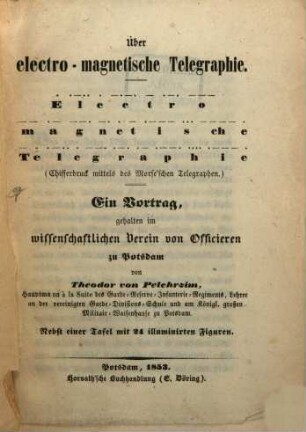 Über
electro - magnetische Telegraphie.
Electro
magnetische
Telegraphie
(Chifferdruck mittels des Morse'schen Telegraphen.)
Ein Vortrag,
gehalten im
wissenschaftlichen Verein von Officieren
zu Potsdam
von
Theodor von Pelchrzim,
Hauptmann à la Suite des Garde-Reserve-Infanterie-Regiments, Lehrer
an der vereinigten Garde-Divisions-Schule und am Königl. großen
Militair-Waisenhause zu Potsdam.
Nebst einer Tafel mit 24 illuminirten Figuren.
Potsdam, 1853.
Horvath'sche Buchhandlung (E. Döring).